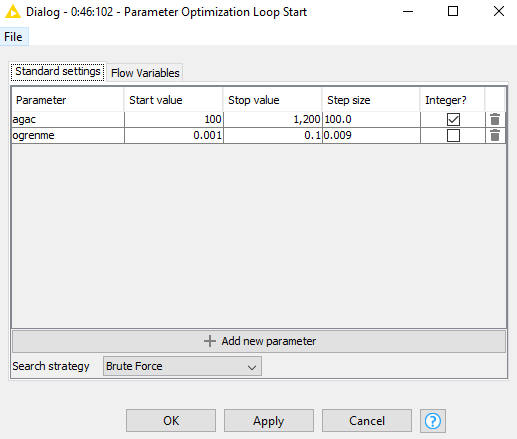 Dialog - 0:46:102 - Parameter Optimization Loop Start
File
Standard settings Flow Variables
Parameter Start value Stop value Step size Integer?
agac 100 1,200 100.0
ogrenme 0.001 0.1 0.009
+ Add new parameter
Search strategy Brute Force
OK Apply Cancel ?